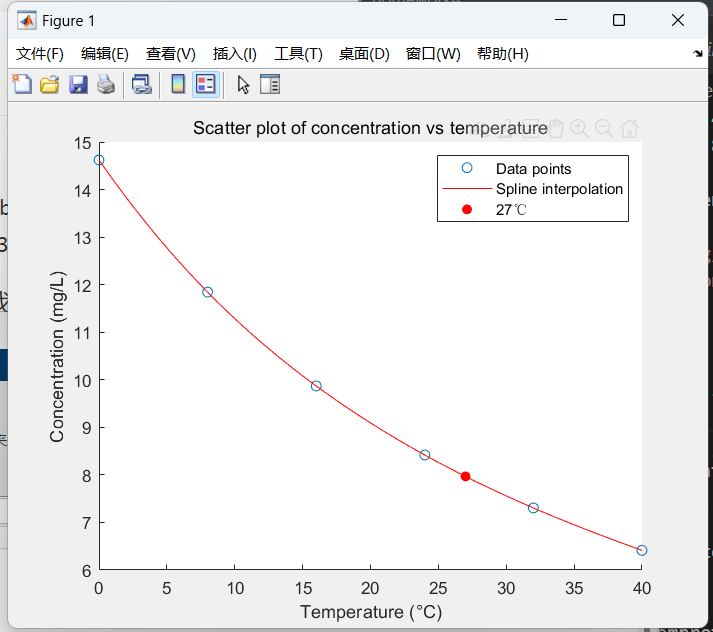 Figure 1
文件(F) 编辑(E) 查看(V) 插入(I) 工具(T) 桌面(D) 窗口(W) 帮助(H)
Scatter plot of concentration vs temperature
Data points
Spline interpolation
27℃
15
14
13
12
11
10
9
8
7
6
Concentration (mg/L)
0 5 10 15 20 25 30 35 40
Temperature (°C)